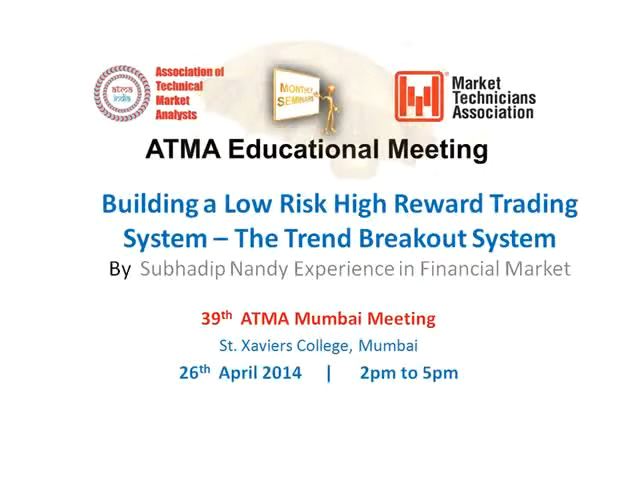 atma
india
Association of
Technical
Market
Analysts
MONTHLY
SEMINARS
Market
Technicians
Association
ATMA Educational Meeting
Building a Low Risk High Reward Trading
System – The Trend Breakout System
By Subhadip Nandy Experience in Financial Market
39th ATMA Mumbai Meeting
St. Xaviers College, Mumbai
26th April 2014 | 2pm to 5pm